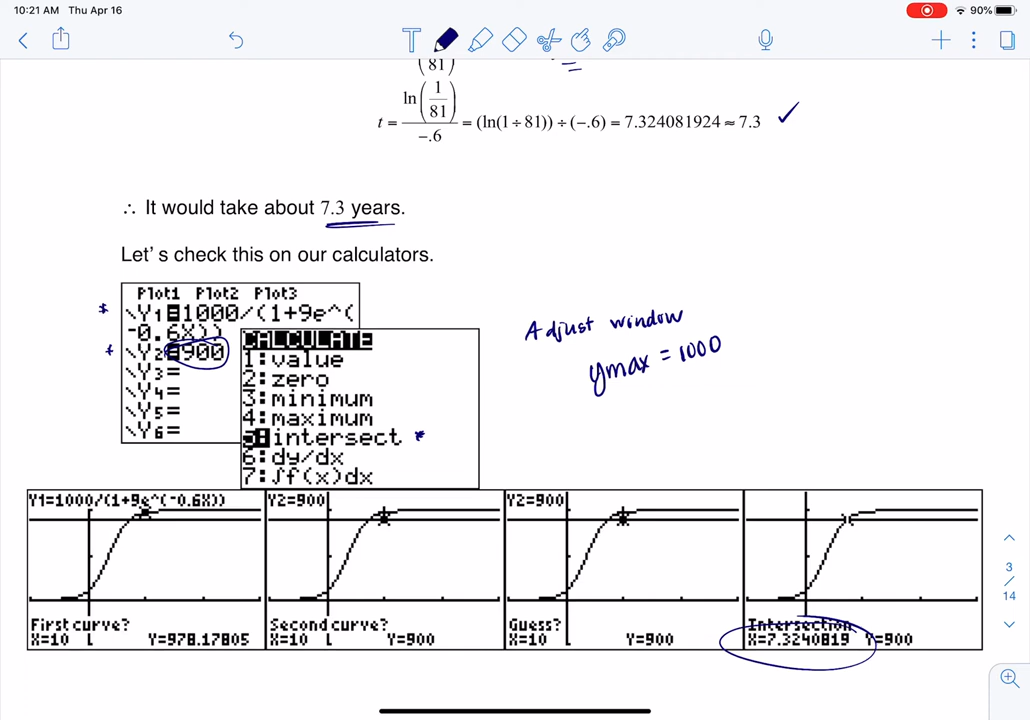 10:21 AM Thu Apr 16
90%
T
(81)
ln(1/81)
t = ――― = (ln(1÷81)) ÷ (−.6) = 7.324081924 ≈ 7.3 ✓
−.6
∴ It would take about 7.3 years.
Let's check this on our calculators.
Plot1 Plot2 Plot3
* \Y1=1000/(1+9e^(
-0.6X))
* \Y2=900
\Y3=
\Y4=
\Y5=
\Y6=
CALCULATE
1:value
2:zero
3:minimum
4:maximum
5:intersect *
6:dy/dx
7:∫f(x)dx
Adjust window
ymax = 1000
Y1=1000/(1+9e^(-0.6X))
First curve?
X=10 Y=978.17805
Y2=900
Second curve?
X=10 Y=900
Y2=900
Guess?
X=10 Y=900
Intersection
X=7.3240819 Y=900
3
/
14